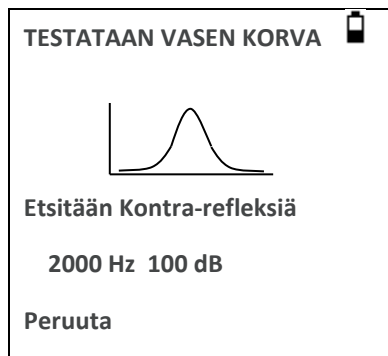 TESTATAAN VASEN KORVA
Etsitään Kontra-refleksiä
2000 Hz 100 dB
Peruuta